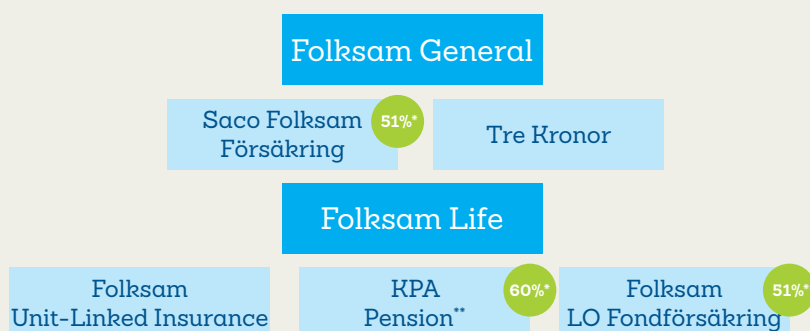 Folksam General
Saco Folksam
Försäkring
51%*
Tre Kronor
Folksam Life
Folksam
Unit-Linked Insurance
KPA
Pension**
60%*
Folksam
LO Fondförsäkring
51%*